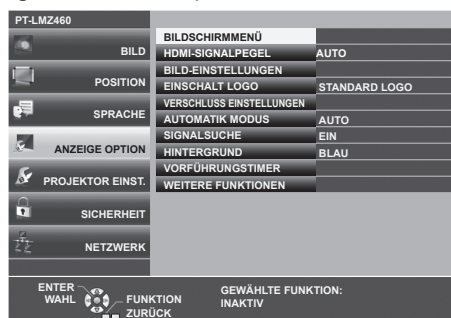 PT-LMZ460
BILD
POSITION
SPRACHE
ANZEIGE OPTION
PROJEKTOR EINST.
SICHERHEIT
NETZWERK
BILDSCHIRMMENÜ
HDMI-SIGNALPEGEL AUTO
BILD-EINSTELLUNGEN
EINSCHALT LOGO STANDARD LOGO
VERSCHLUSS EINSTELLUNGEN
AUTOMATIK MODUS AUTO
SIGNALSUCHE EIN
HINTERGRUND BLAU
VORFÜHRUNGSTIMER
WEITERE FUNKTIONEN
ENTER
WAHL
FUNKTION
ZURÜCK
GEWÄHLTE FUNKTION:
INAKTIV